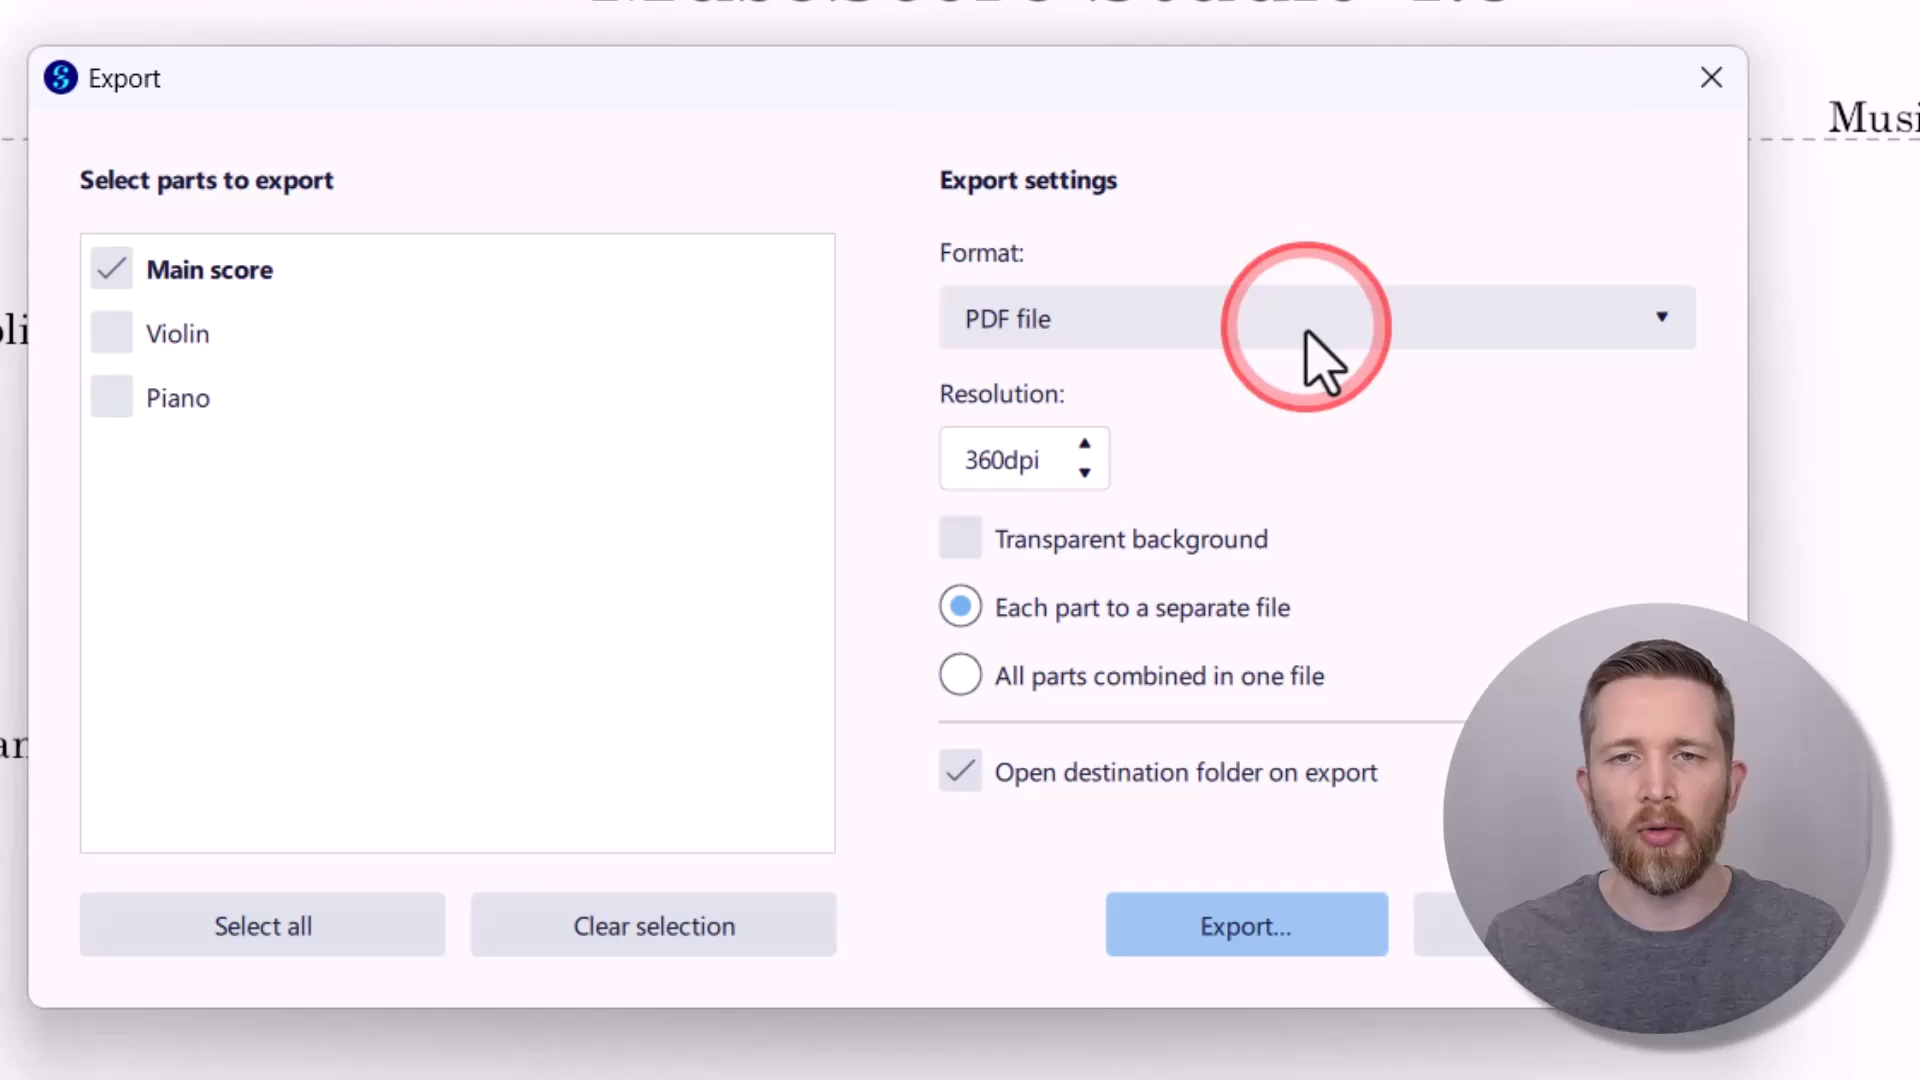 Export
Select parts to export
Main score
Violin
Piano
Select all
Clear selection
Export settings
Format:
PDF file
Resolution:
360dpi
Transparent background
Each part to a separate file
All parts combined in one file
Open destination folder on export
Export...